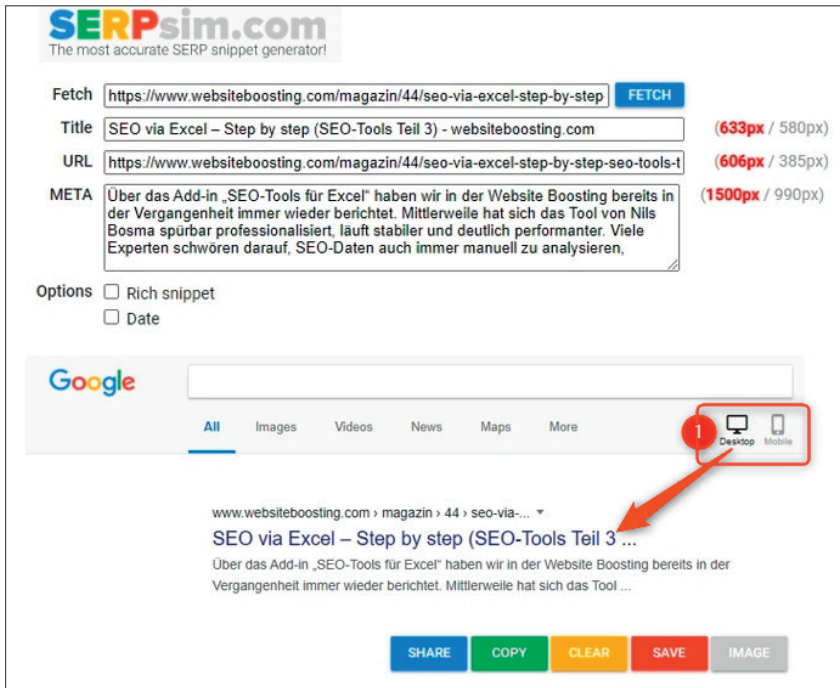 SERPsim.com
The most accurate SERP snippet generator!
Fetch https://www.websiteboosting.com/magazin/44/seo-via-excel-step-by-step FETCH
Title SEO via Excel – Step by step (SEO-Tools Teil 3) - websiteboosting.com (633px / 580px)
URL https://www.websiteboosting.com/magazin/44/seo-via-excel-step-by-step-seo-tools-t (606px / 385px)
META Über das Add-in „SEO-Tools für Excel“ haben wir in der Website Boosting bereits in (1500px / 990px)
der Vergangenheit immer wieder berichtet. Mittlerweile hat sich das Tool von Nils
Bosma spürbar professionalisiert, läuft stabiler und deutlich performanter. Viele
Experten schwören darauf, SEO-Daten auch immer manuell zu analysieren,
Options Rich snippet
Date
Google
All Images Videos News Maps More 1 Desktop Mobile
www.websiteboosting.com › magazin › 44 › seo-via-...
SEO via Excel – Step by step (SEO-Tools Teil 3 ...
Über das Add-in „SEO-Tools für Excel“ haben wir in der Website Boosting bereits in der
Vergangenheit immer wieder berichtet. Mittlerweile hat sich das Tool ...
SHARE COPY CLEAR SAVE IMAGE